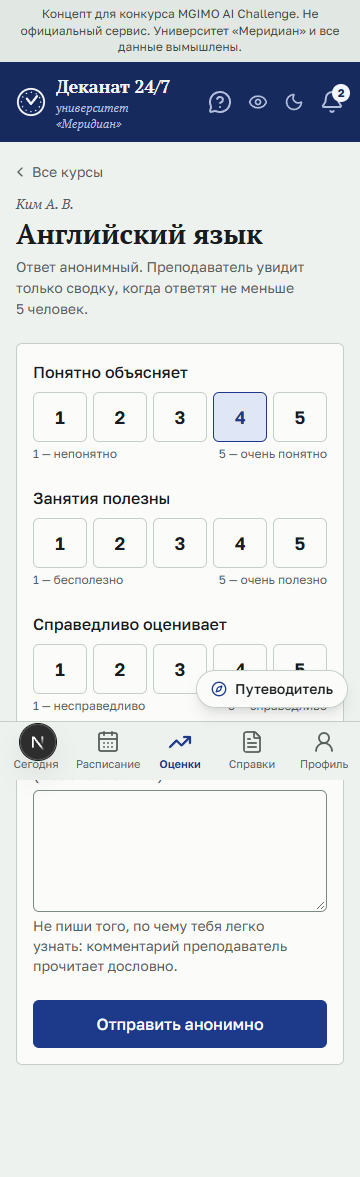 Концепт для конкурса MGIMO AI Challenge. Не
официальный сервис. Университет «Меридиан» и все
данные вымышлены.
Деканат 24/7
университет
«Меридиан»
2
Все курсы
Ким А. В.
Английский язык
Ответ анонимный. Преподаватель увидит
только сводку, когда ответят не меньше
5 человек.
Понятно объясняет
1 2 3 4 5
1 — непонятно 5 — очень понятно
Занятия полезны
1 2 3 4 5
1 — бесполезно 5 — очень полезно
Справедливо оценивает
1 2 3 4 5
Путеводитель
1 — несправедливо 5 — справедливо
N
Сегодня Расписание Оценки Справки Профиль
Не пиши того, по чему тебя легко
узнать: комментарий преподаватель
прочитает дословно.
Отправить анонимно